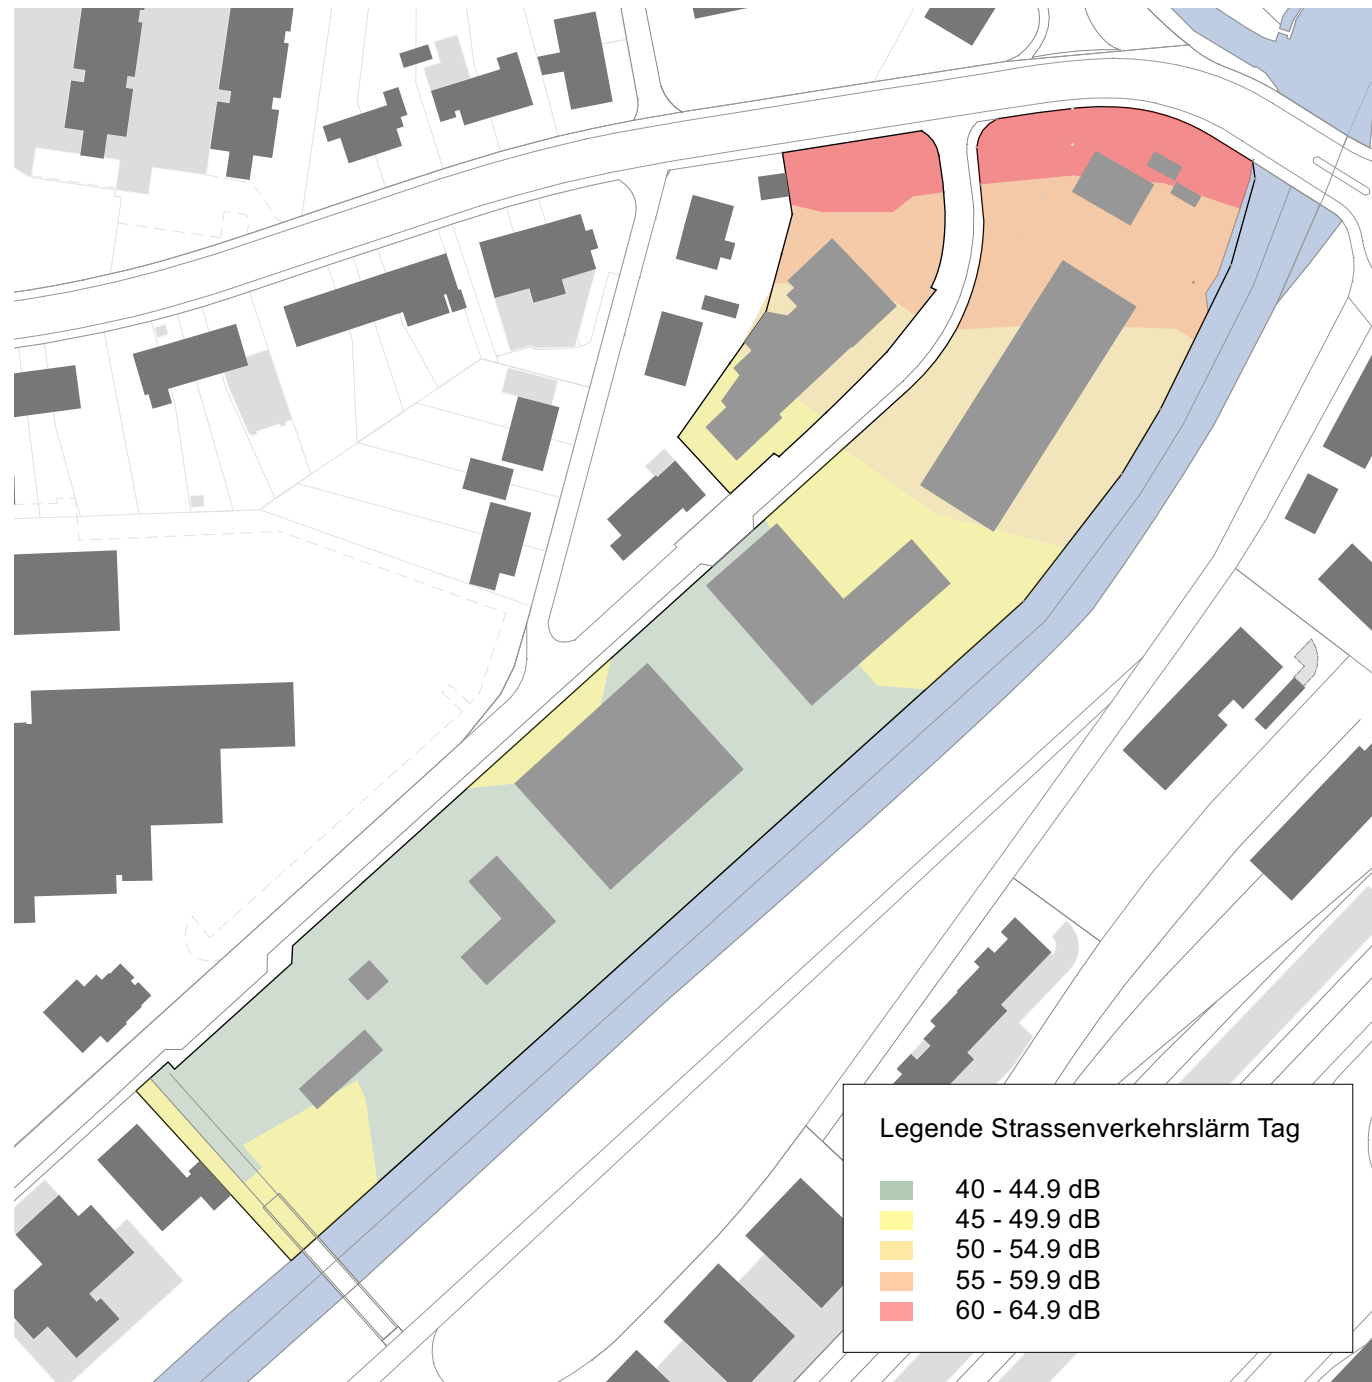 Legende Strassenverkehrslärm Tag
40 - 44.9 dB
45 - 49.9 dB
50 - 54.9 dB
55 - 59.9 dB
60 - 64.9 dB